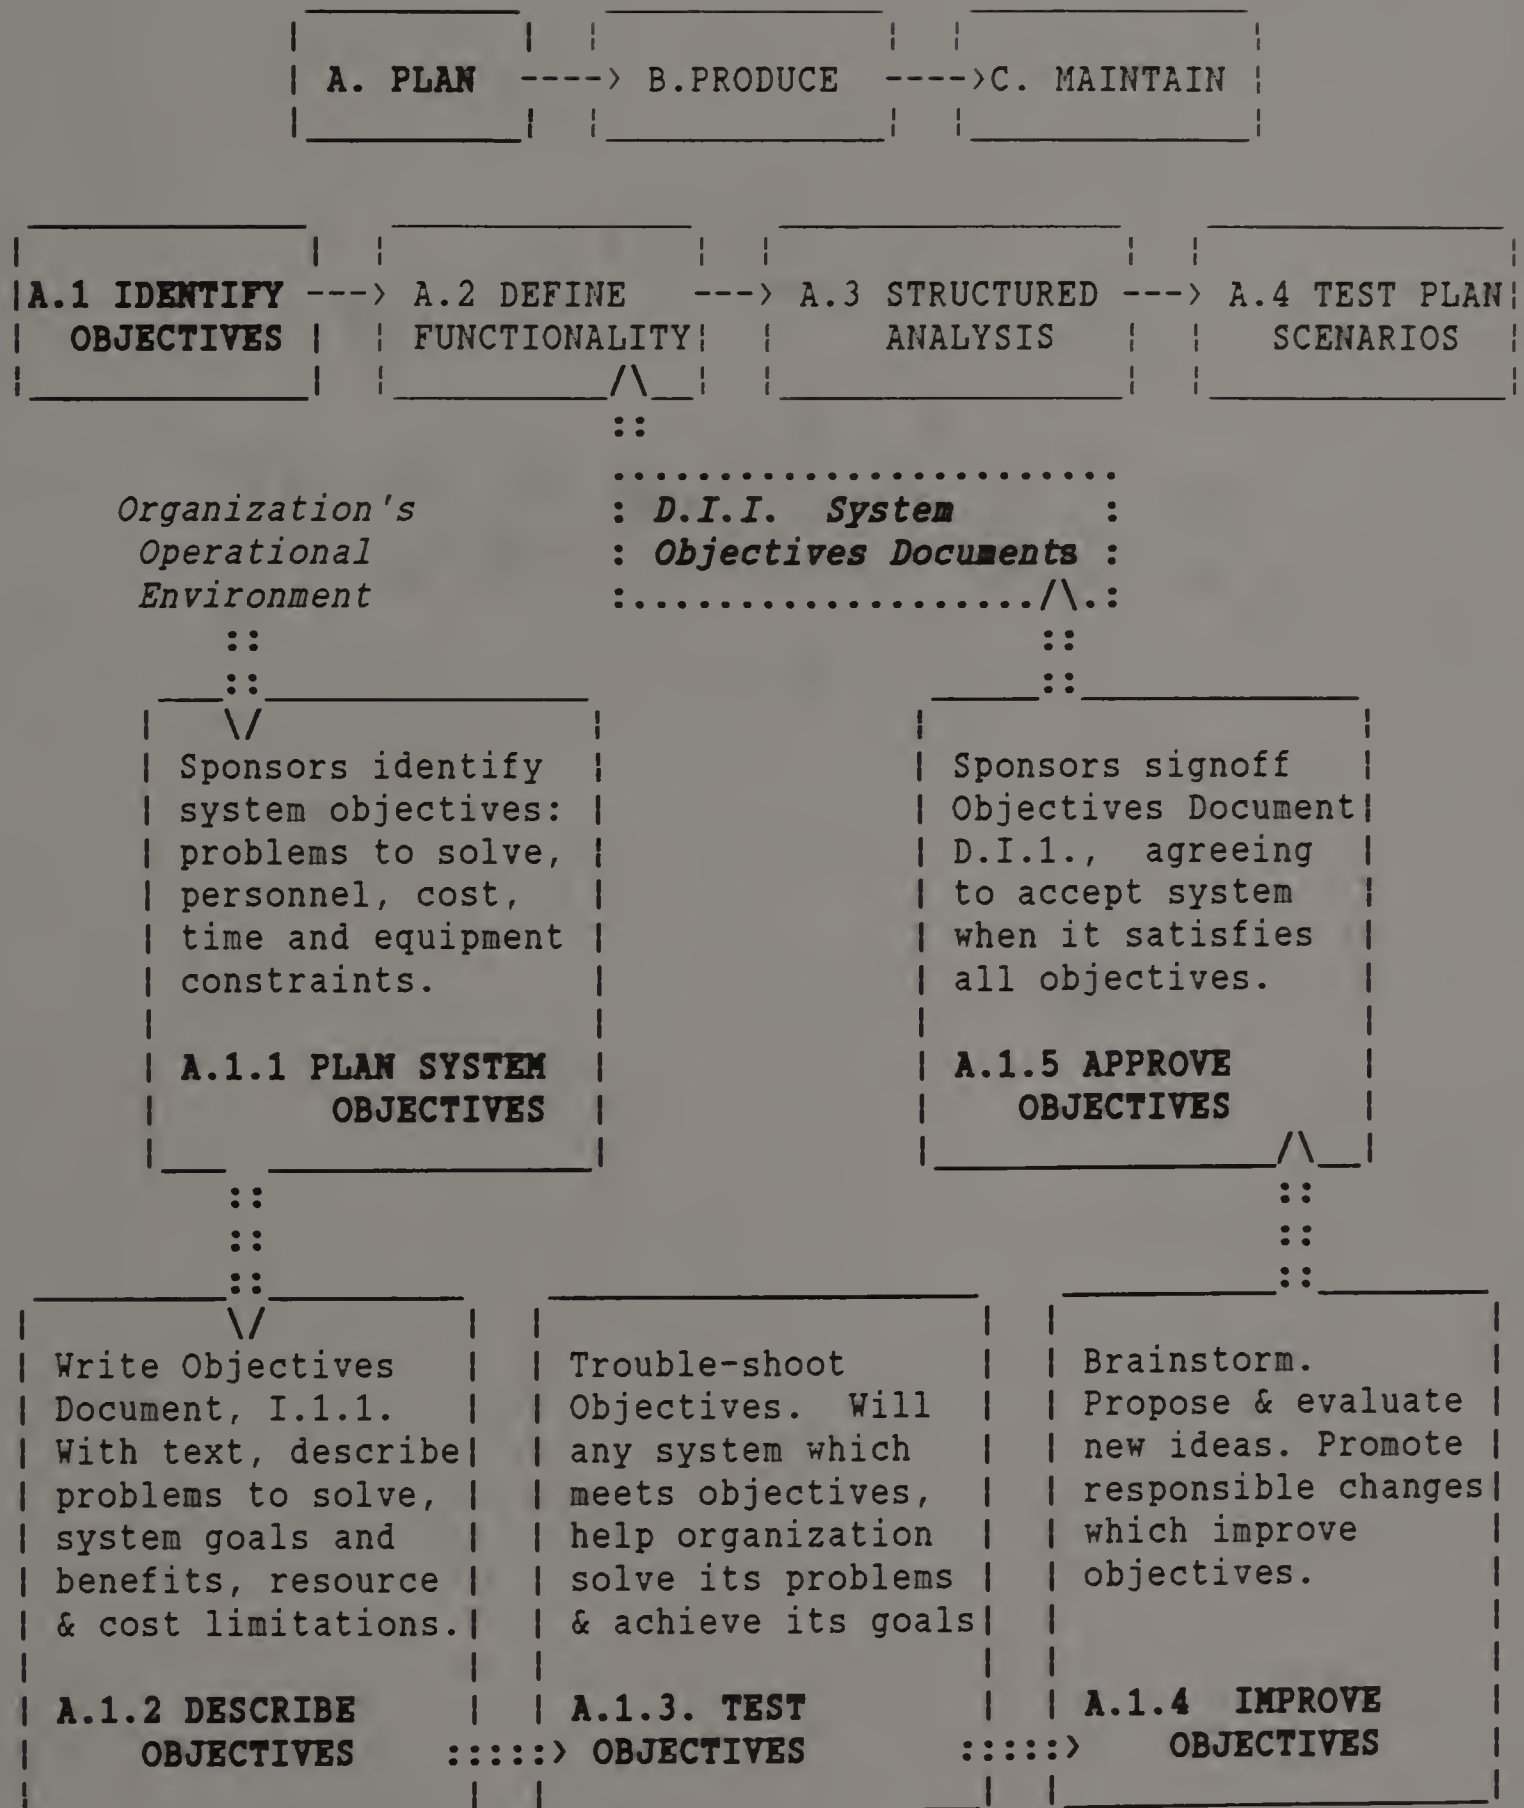 A. PLAN ----> B.PRODUCE ---->C. MAINTAIN
A.1 IDENTIFY ---> A.2 DEFINE ---> A.3 STRUCTURED ---> A.4 TEST PLAN
OBJECTIVES FUNCTIONALITY ANALYSIS SCENARIOS
Organization's
Operational
Environment
D.I.I. System
Objectives Documents
Sponsors identify
system objectives:
problems to solve,
personnel, cost,
time and equipment
constraints.
A.1.1 PLAN SYSTEM
OBJECTIVES
Sponsors signoff
Objectives Document
D.I.1., agreeing
to accept system
when it satisfies
all objectives.
A.1.5 APPROVE
OBJECTIVES
Write Objectives
Document, I.1.1.
With text, describe
problems to solve,
system goals and
benefits, resource
& cost limitations.
A.1.2 DESCRIBE
OBJECTIVES
Trouble-shoot
Objectives. Will
any system which
meets objectives,
help organization
solve its problems
& achieve its goals
A.1.3. TEST
OBJECTIVES
Brainstorm.
Propose & evaluate
new ideas. Promote
responsible changes
which improve
objectives.
A.1.4 IMPROVE
OBJECTIVES